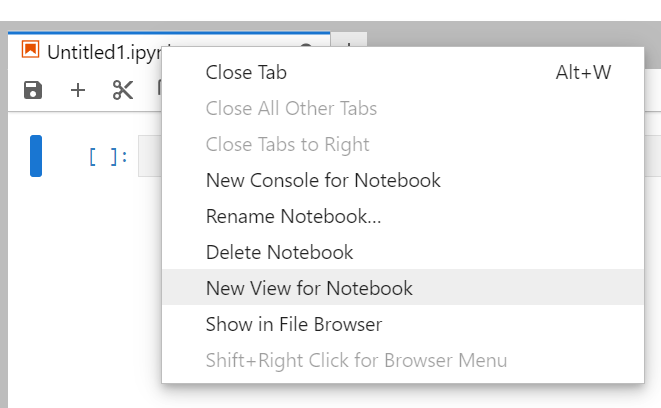 Untitled1.ipyn
Close Tab Alt+W
Close All Other Tabs
Close Tabs to Right
[ ]:
New Console for Notebook
Rename Notebook...
Delete Notebook
New View for Notebook
Show in File Browser
Shift+Right Click for Browser Menu